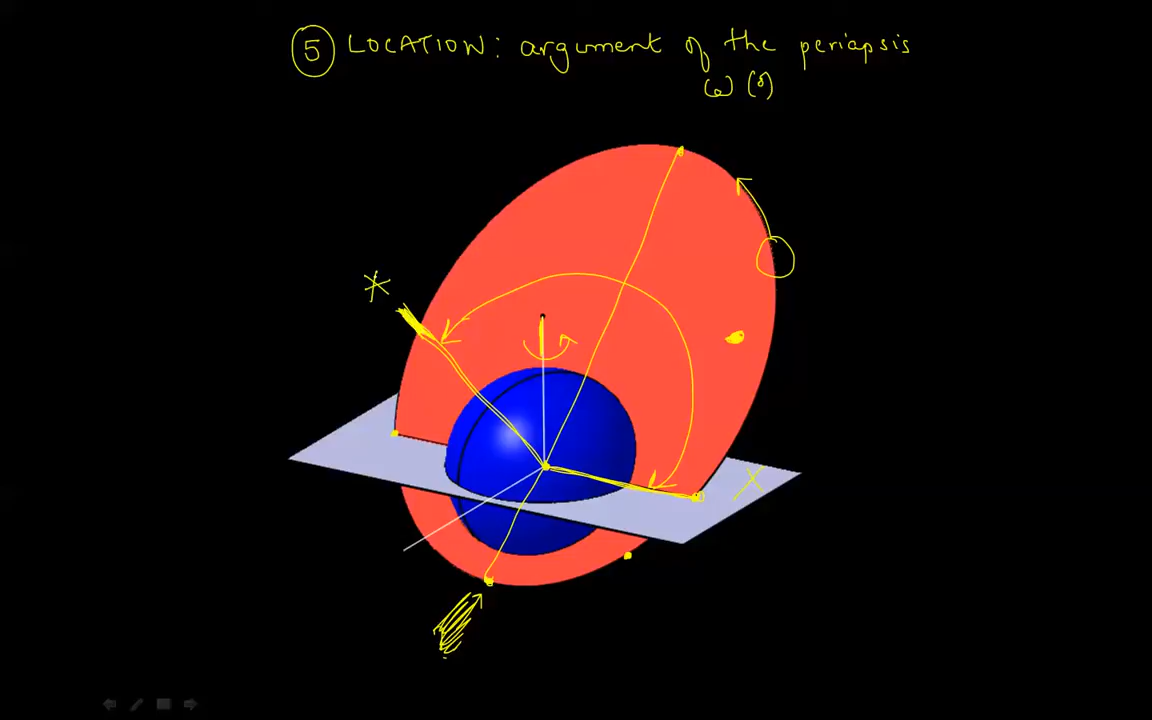 ⑤ LOCATION: argument of the periapsis
ω (°)